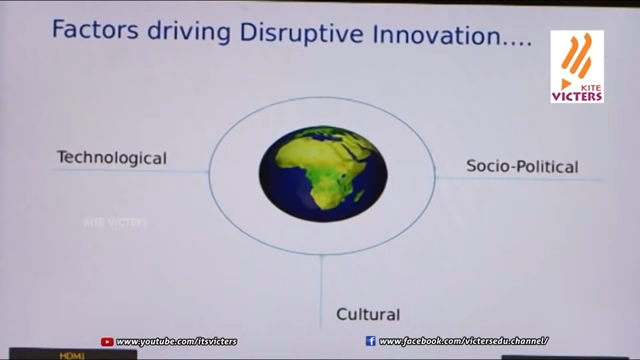 Factors driving Disruptive Innovation....
KITE
VICTERS
Technological
Socio-Political
KITE VICTERS
Cultural
www.youtube.com/itsvicters
www.facebook.com/victersedu.channel/
HDMI